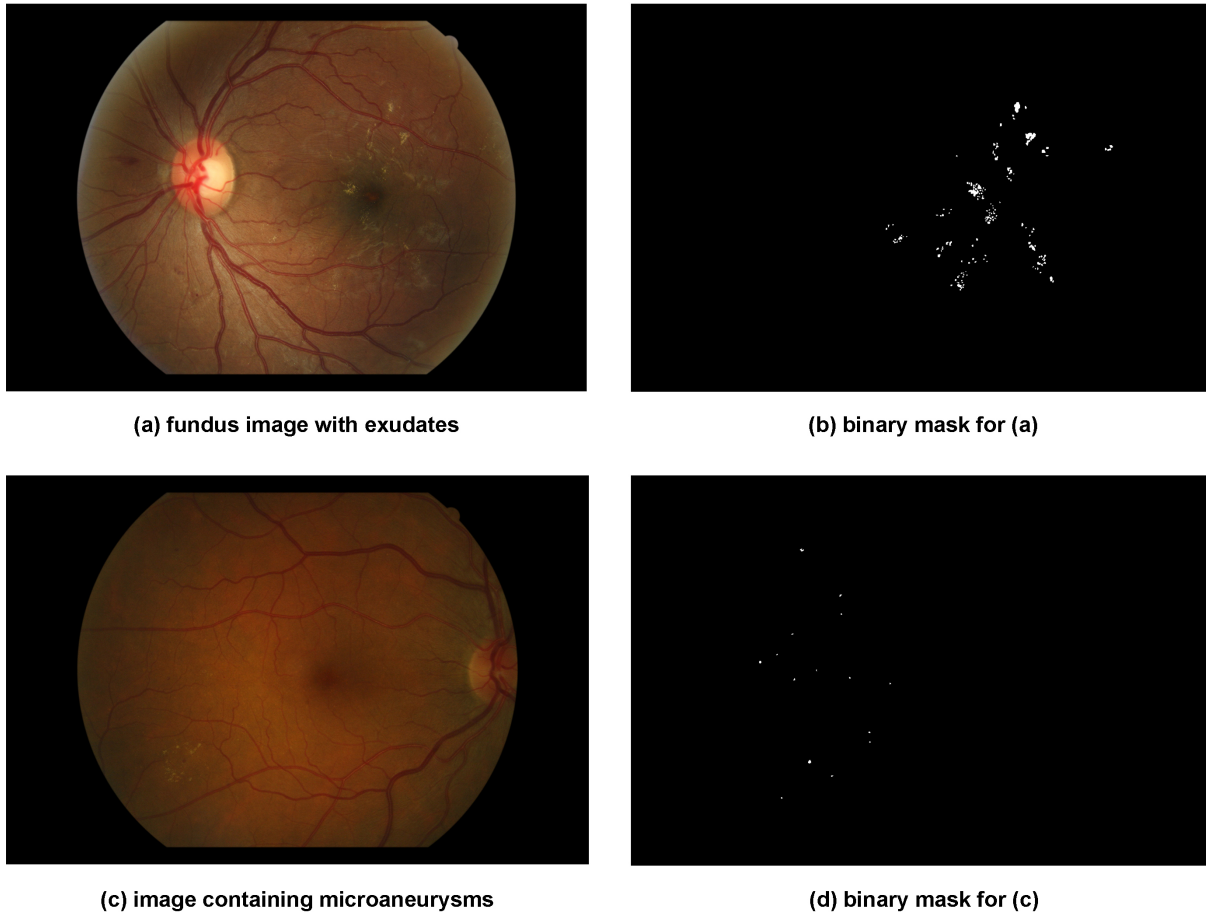 (a) fundus image with exudates
(b) binary mask for (a)
(c) image containing microaneurysms
(d) binary mask for (c)